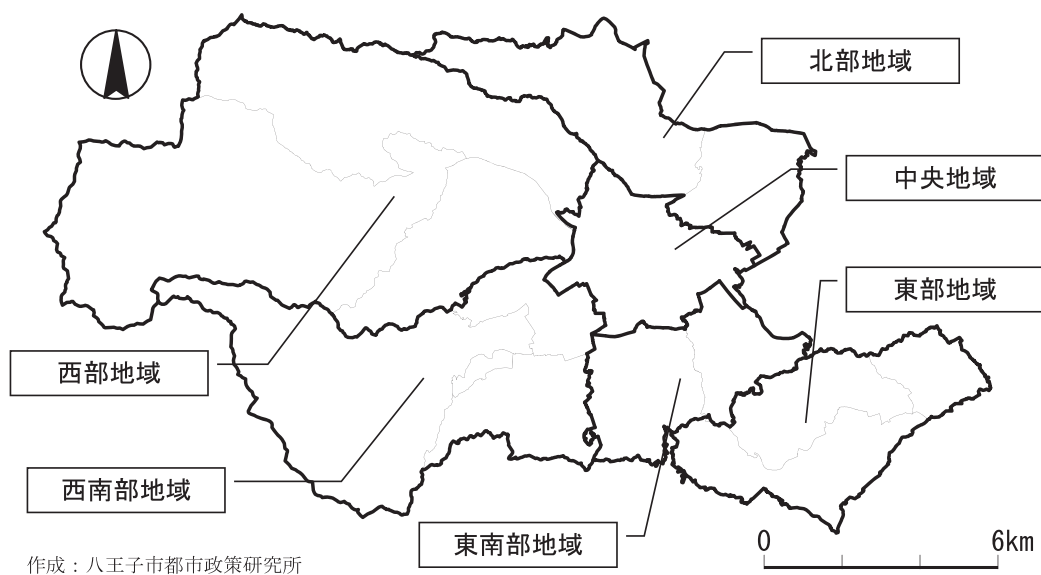 北部地域
中央地域
東部地域
西部地域
西南部地域
東南部地域
0 6km
作成：八王子市都市政策研究所